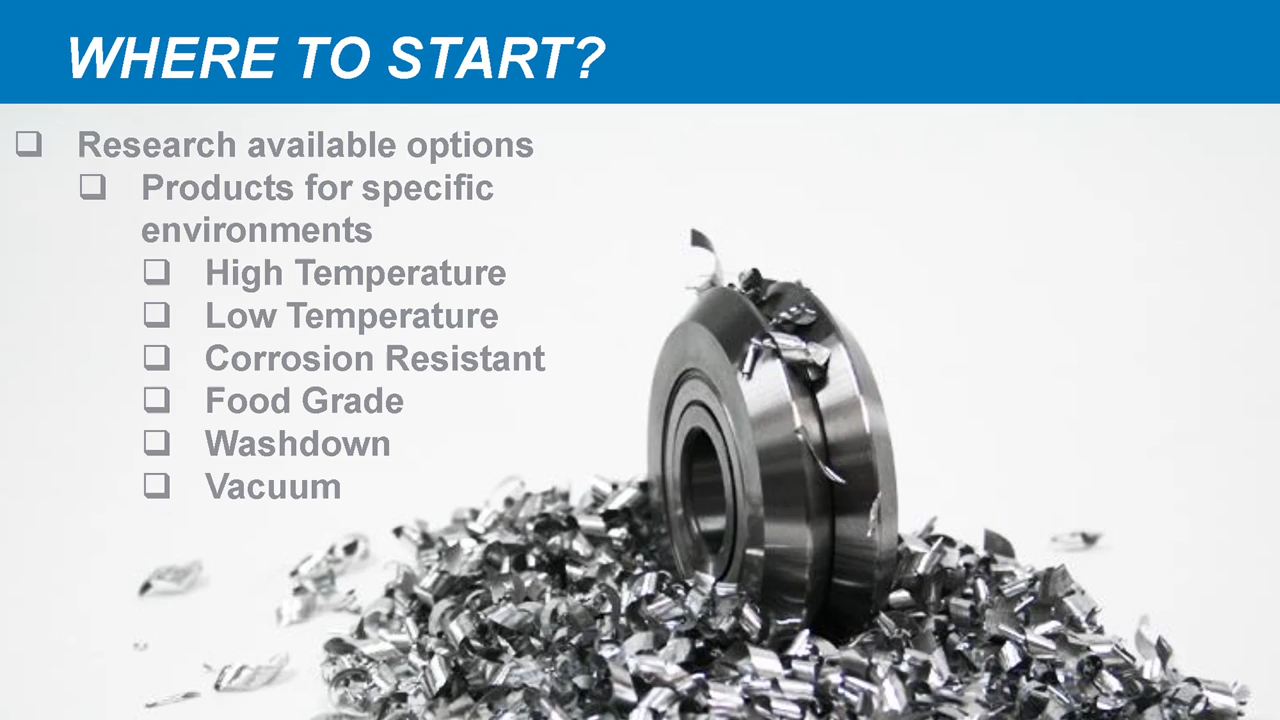 WHERE TO START?
❑ Research available options
❑ Products for specific
environments
❑ High Temperature
❑ Low Temperature
❑ Corrosion Resistant
❑ Food Grade
❑ Washdown
❑ Vacuum